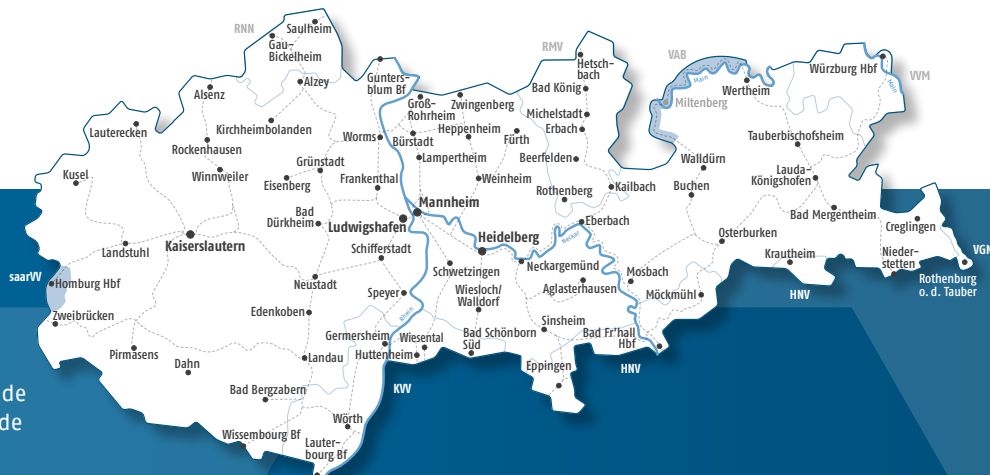 RNN
Saulheim
Gau–
Bickelheim
Alzey
Alsenz
Lauterecken
Kirchheimbolanden
Rockenhausen
Kusel
Winnweiler
Grünstadt
Eisenberg
Frankenthal
Worms
Gunters–
blum Bf
Groß–
Rohrheim
Zwingenberg
Bürstadt
Heppenheim
Lampertheim
Fürth
Weinheim
RMV
Hetsch–
bach
Bad König
Michelstadt
Erbach
Beerfelden
Rothenberg
Kailbach
VAB
Main
Miltenberg
Wertheim
Würzburg Hbf
Main
VVM
Tauberbischofsheim
Walldürn
Lauda–
Königshofen
Buchen
Bad Mergentheim
Creglingen
Osterburken
Krautheim
Nieder–
stetten
VGN
Rothenburg
o. d. Tauber
HNV
Bad
Dürkheim
Ludwigshafen
Mannheim
Heidelberg
Neckar
Eberbach
Kaiserslautern
Landstuhl
saarVV
Homburg Hbf
Zweibrücken
Schifferstadt
Neustadt
Schwetzingen
Neckargemünd
Mosbach
Aglasterhausen
Möckmühl
Speyer
Wiesloch/
Walldorf
Edenkoben
Rhein
Germersheim
Wiesental
Bad Schönborn
Süd
Sinsheim
Bad Fr'hall
Hbf
Huttenheim
Eppingen
HNV
Pirmasens
Dahn
Landau
KVV
Bad Bergzabern
Wörth
Wissembourg Bf
Lauter–
bourg Bf
de
de